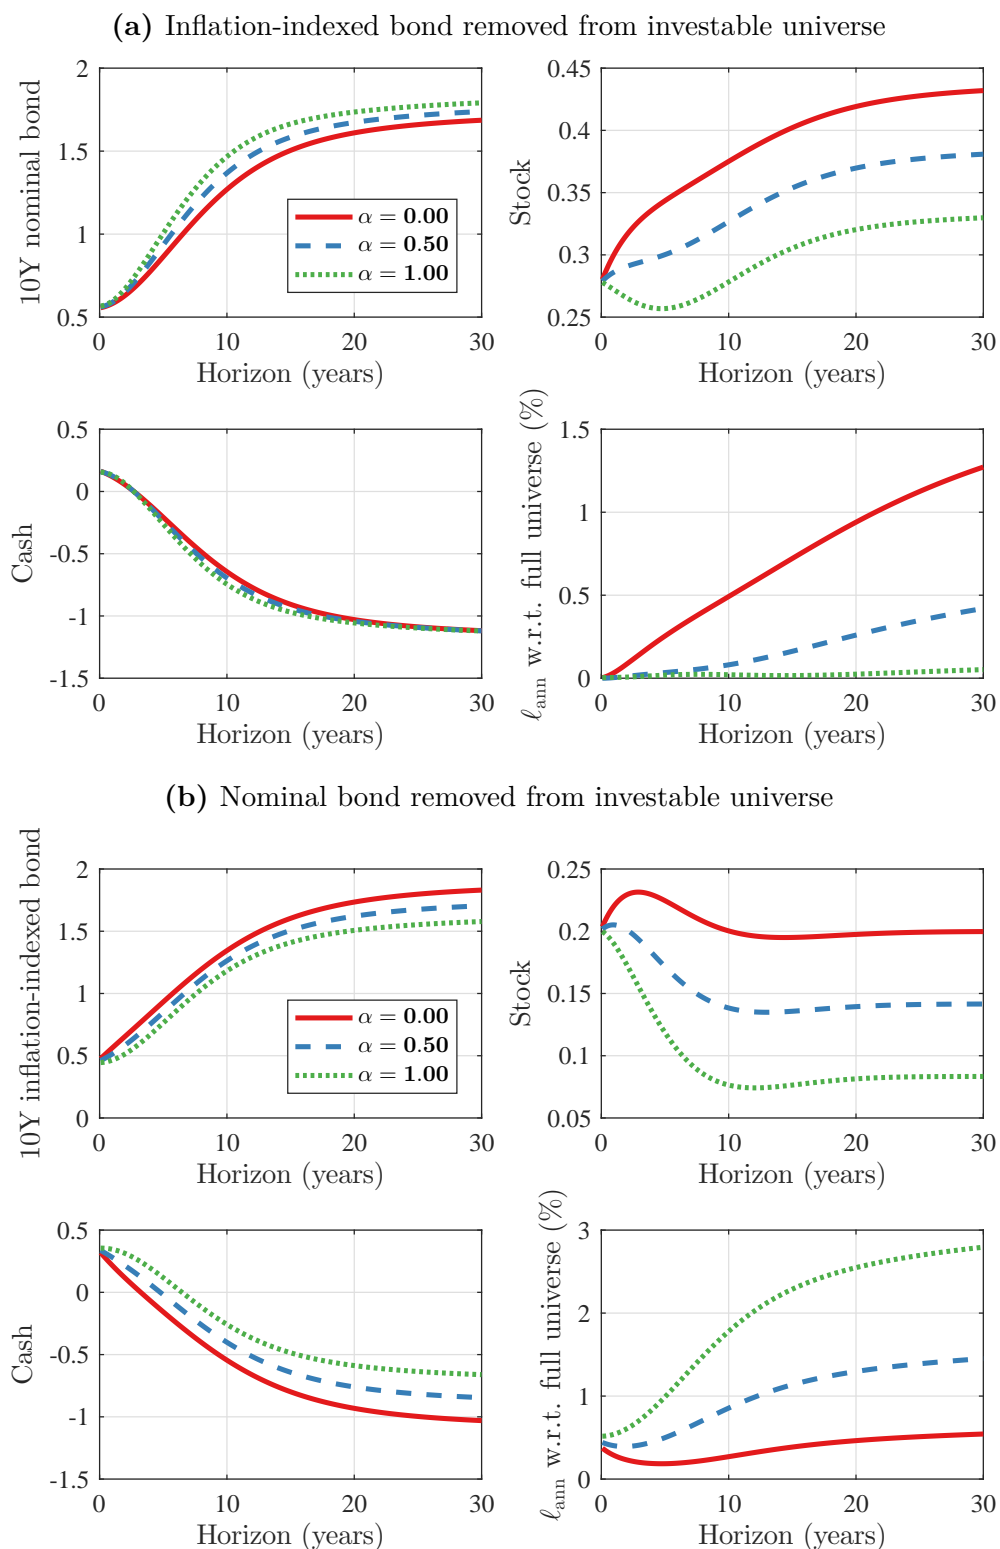 (a) Inflation-indexed bond removed from investable universe
10Y nominal bond
2
1.5
1
0.5
0 10 20 30
Horizon (years)
α = 0.00
α = 0.50
α = 1.00
Stock
0.45
0.4
0.35
0.3
0.25
0 10 20 30
Horizon (years)
Cash
0.5
0
-0.5
-1
-1.5
0 10 20 30
Horizon (years)
ℓann w.r.t. full universe (%)
1.5
1
0.5
0
0 10 20 30
Horizon (years)
(b) Nominal bond removed from investable universe
10Y inflation-indexed bond
2
1.5
1
0.5
0
0 10 20 30
Horizon (years)
α = 0.00
α = 0.50
α = 1.00
Stock
0.25
0.2
0.15
0.1
0.05
0 10 20 30
Horizon (years)
Cash
0.5
0
-0.5
-1
-1.5
0 10 20 30
Horizon (years)
ℓann w.r.t. full universe (%)
3
2
1
0
0 10 20 30
Horizon (years)